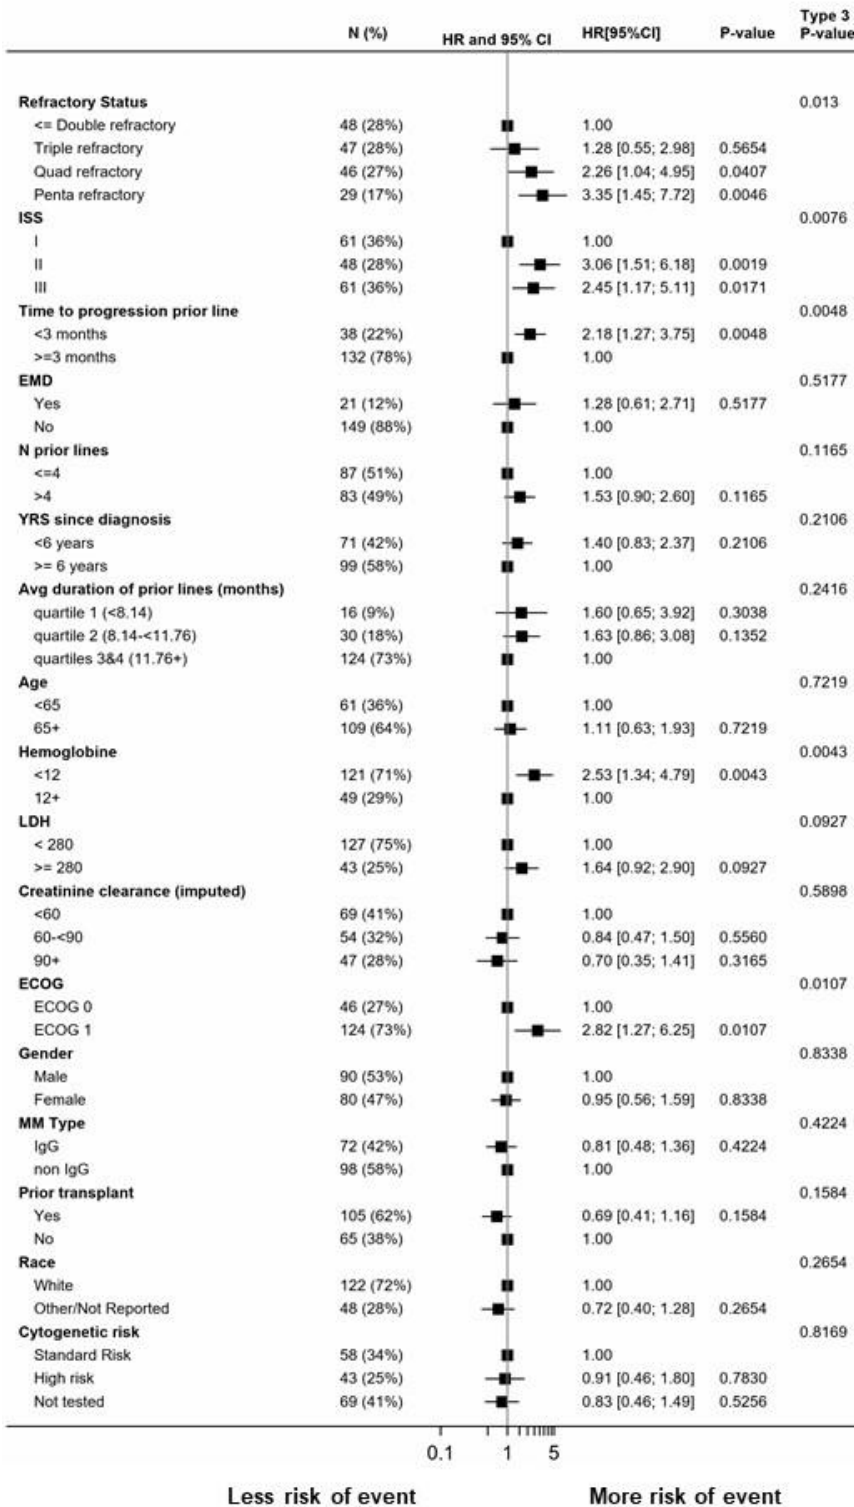 N (%) HR and 95% CI HR[95%CI] P-value Type 3 P-value
Refractory Status 0.013
<= Double refractory 48 (28%) 1.00
Triple refractory 47 (28%) 1.28 [0.55; 2.98] 0.5654
Quad refractory 46 (27%) 2.26 [1.04; 4.95] 0.0407
Penta refractory 29 (17%) 3.35 [1.45; 7.72] 0.0046
ISS 0.0076
I 61 (36%) 1.00
II 48 (28%) 3.06 [1.51; 6.18] 0.0019
III 61 (36%) 2.45 [1.17; 5.11] 0.0171
Time to progression prior line 0.0048
<3 months 38 (22%) 2.18 [1.27; 3.75] 0.0048
>=3 months 132 (78%) 1.00
EMD 0.5177
Yes 21 (12%) 1.28 [0.61; 2.71] 0.5177
No 149 (88%) 1.00
N prior lines 0.1165
<=4 87 (51%) 1.00
>4 83 (49%) 1.53 [0.90; 2.60] 0.1165
YRS since diagnosis 0.2106
<6 years 71 (42%) 1.40 [0.83; 2.37] 0.2106
>= 6 years 99 (58%) 1.00
Avg duration of prior lines (months) 0.2416
quartile 1 (<8.14) 16 (9%) 1.60 [0.65; 3.92] 0.3038
quartile 2 (8.14-<11.76) 30 (18%) 1.63 [0.86; 3.08] 0.1352
quartiles 3&4 (11.76+) 124 (73%) 1.00
Age 0.7219
<65 61 (36%) 1.00
65+ 109 (64%) 1.11 [0.63; 1.93] 0.7219
Hemoglobine 0.0043
<12 121 (71%) 2.53 [1.34; 4.79] 0.0043
12+ 49 (29%) 1.00
LDH 0.0927
< 280 127 (75%) 1.00
>= 280 43 (25%) 1.64 [0.92; 2.90] 0.0927
Creatinine clearance (imputed) 0.5898
<60 69 (41%) 1.00
60-<90 54 (32%) 0.84 [0.47; 1.50] 0.5560
90+ 47 (28%) 0.70 [0.35; 1.41] 0.3165
ECOG 0.0107
ECOG 0 46 (27%) 1.00
ECOG 1 124 (73%) 2.82 [1.27; 6.25] 0.0107
Gender 0.8338
Male 90 (53%) 1.00
Female 80 (47%) 0.95 [0.56; 1.59] 0.8338
MM Type 0.4224
IgG 72 (42%) 0.81 [0.48; 1.36] 0.4224
non IgG 98 (58%) 1.00
Prior transplant 0.1584
Yes 105 (62%) 0.69 [0.41; 1.16] 0.1584
No 65 (38%) 1.00
Race 0.2654
White 122 (72%) 1.00
Other/Not Reported 48 (28%) 0.72 [0.40; 1.28] 0.2654
Cytogenetic risk 0.8169
Standard Risk 58 (34%) 1.00
High risk 43 (25%) 0.91 [0.46; 1.80] 0.7830
Not tested 69 (41%) 0.83 [0.46; 1.49] 0.5256
0.1 1 5
Less risk of event More risk of event